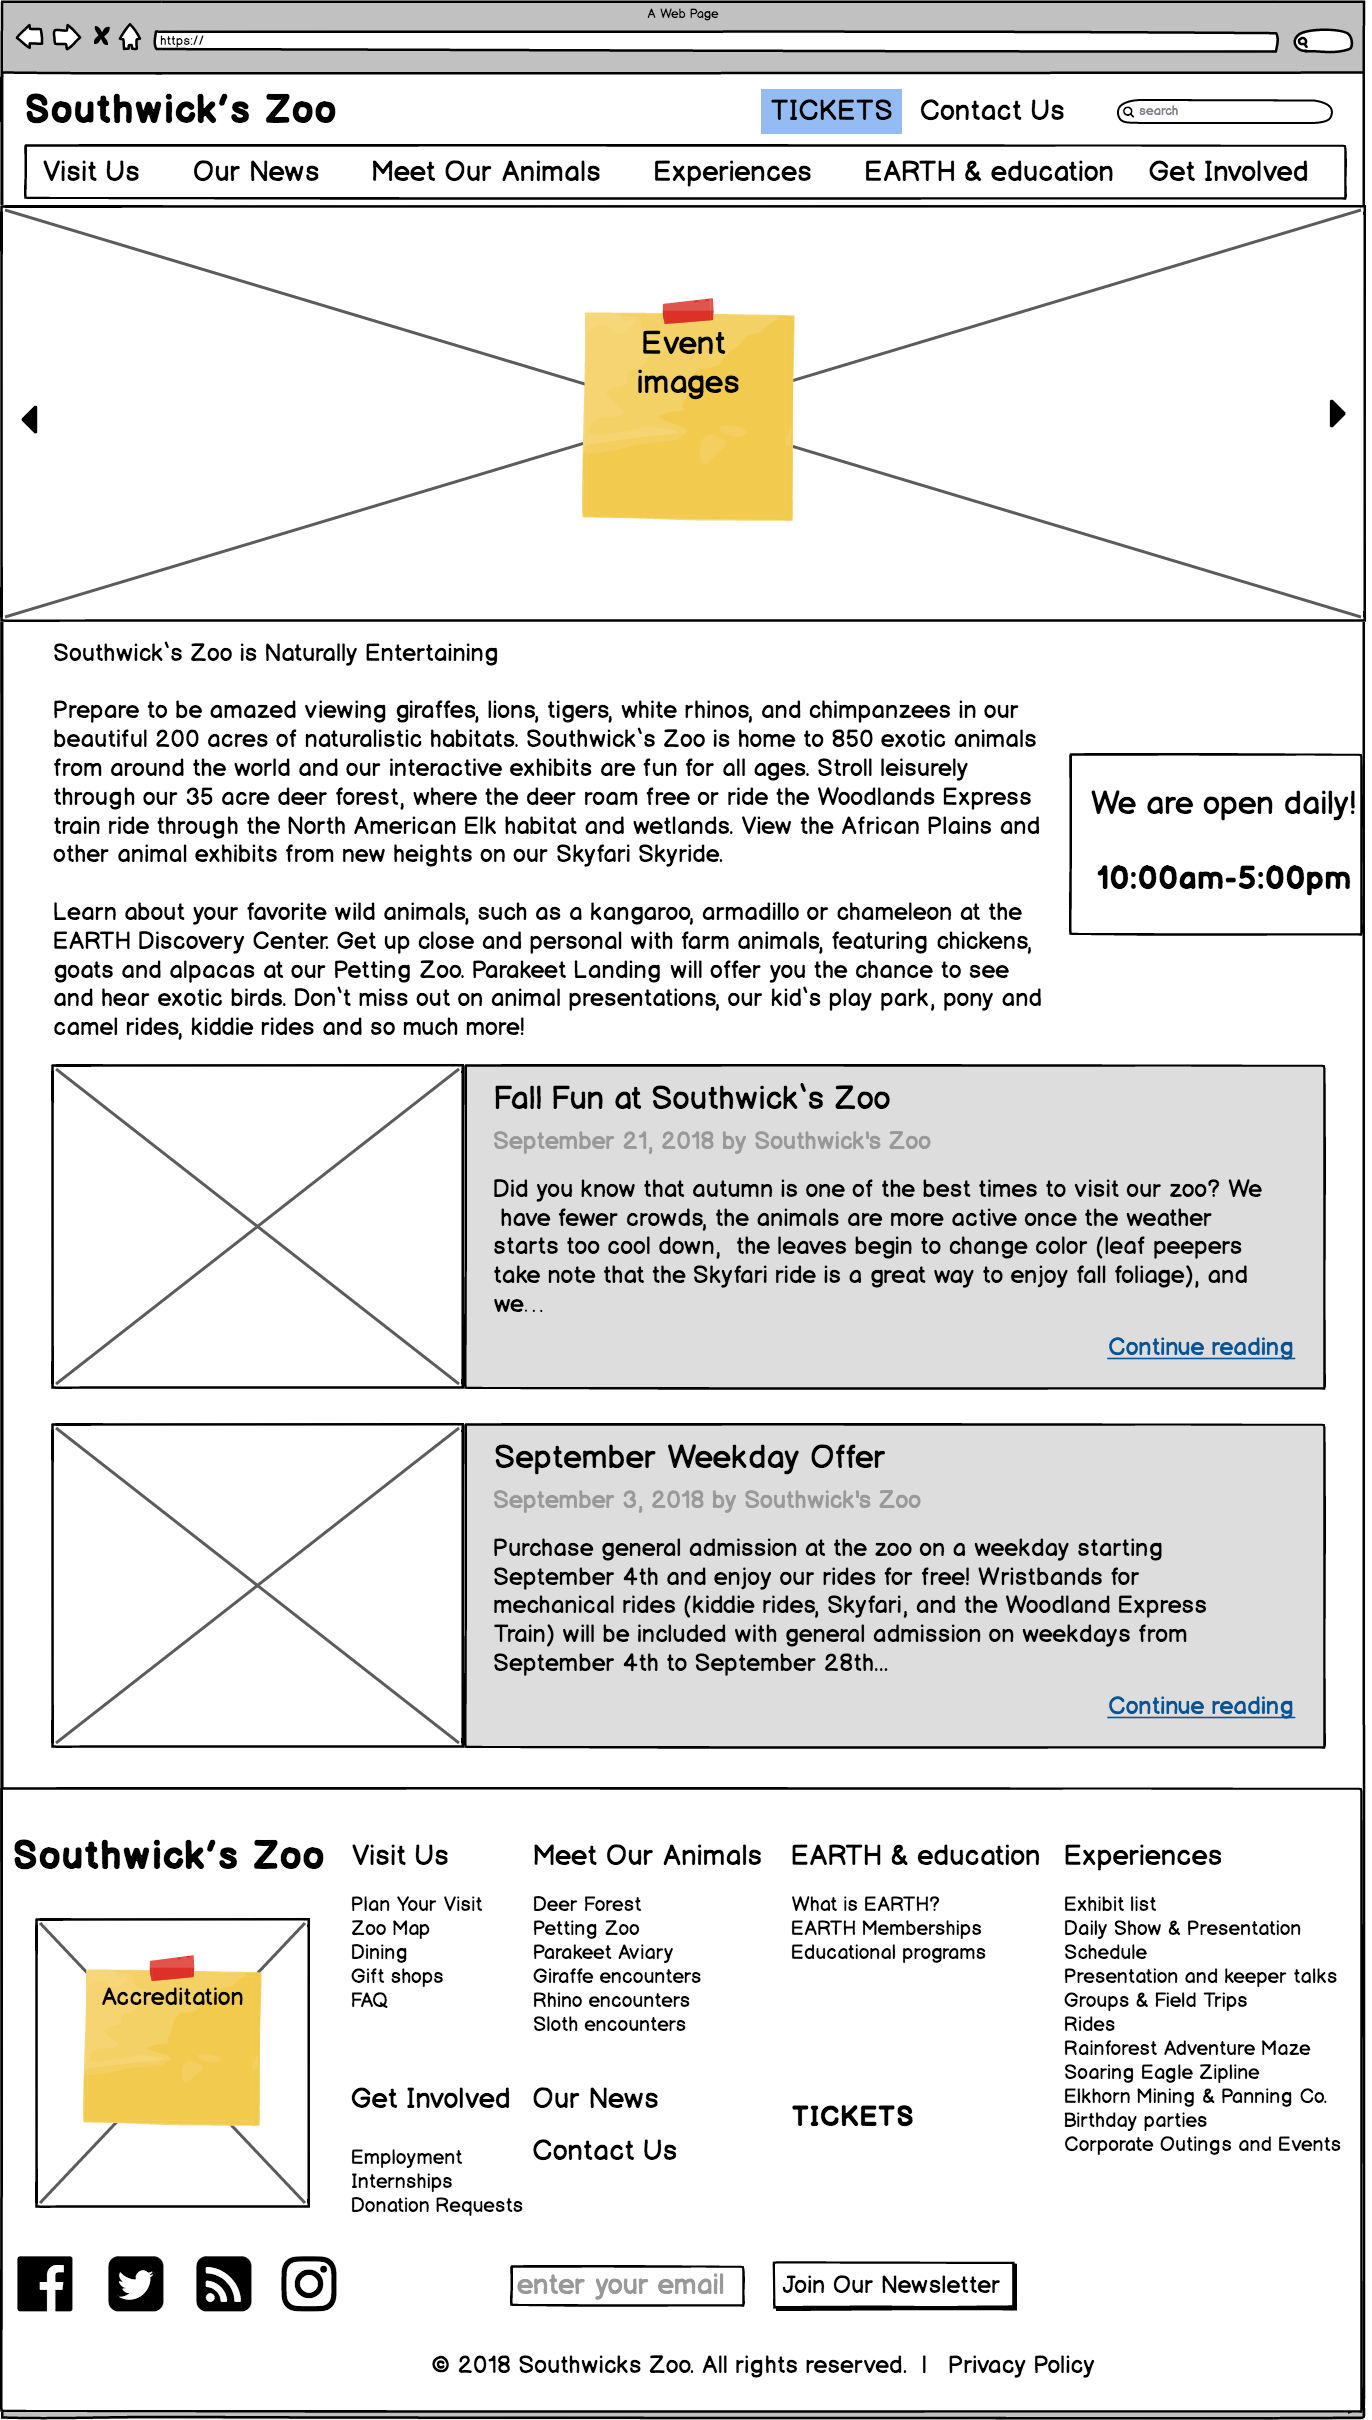 A Web Page
https://
Southwick's Zoo
TICKETS Contact Us search
Visit Us Our News Meet Our Animals Experiences EARTH & education Get Involved
Event
images
Southwick`s Zoo is Naturally Entertaining
Prepare to be amazed viewing giraffes, lions, tigers, white rhinos, and chimpanzees in our
beautiful 200 acres of naturalistic habitats. Southwick`s Zoo is home to 850 exotic animals
from around the world and our interactive exhibits are fun for all ages. Stroll leisurely
through our 35 acre deer forest, where the deer roam free or ride the Woodlands Express
train ride through the North American Elk habitat and wetlands. View the African Plains and
other animal exhibits from new heights on our Skyfari Skyride.
Learn about your favorite wild animals, such as a kangaroo, armadillo or chameleon at the
EARTH Discovery Center. Get up close and personal with farm animals, featuring chickens,
goats and alpacas at our Petting Zoo. Parakeet Landing will offer you the chance to see
and hear exotic birds. Don`t miss out on animal presentations, our kid`s play park, pony and
camel rides, kiddie rides and so much more!
We are open daily!
10:00am-5:00pm
Fall Fun at Southwick`s Zoo
September 21, 2018 by Southwick's Zoo
Did you know that autumn is one of the best times to visit our zoo? We
have fewer crowds, the animals are more active once the weather
starts too cool down, the leaves begin to change color (leaf peepers
take note that the Skyfari ride is a great way to enjoy fall foliage), and
we...
Continue reading
September Weekday Offer
September 3, 2018 by Southwick's Zoo
Purchase general admission at the zoo on a weekday starting
September 4th and enjoy our rides for free! Wristbands for
mechanical rides (kiddie rides, Skyfari, and the Woodland Express
Train) will be included with general admission on weekdays from
September 4th to September 28th...
Continue reading
Southwick's Zoo
Accreditation
Visit Us
Plan Your Visit
Zoo Map
Dining
Gift shops
FAQ
Get Involved
Employment
Internships
Donation Requests
Meet Our Animals
Deer Forest
Petting Zoo
Parakeet Aviary
Giraffe encounters
Rhino encounters
Sloth encounters
Our News
Contact Us
EARTH & education
What is EARTH?
EARTH Memberships
Educational programs
TICKETS
Experiences
Exhibit list
Daily Show & Presentation
Schedule
Presentation and keeper talks
Groups & Field Trips
Rides
Rainforest Adventure Maze
Soaring Eagle Zipline
Elkhorn Mining & Panning Co.
Birthday parties
Corporate Outings and Events
enter your email
Join Our Newsletter
© 2018 Southwicks Zoo. All rights reserved. | Privacy Policy